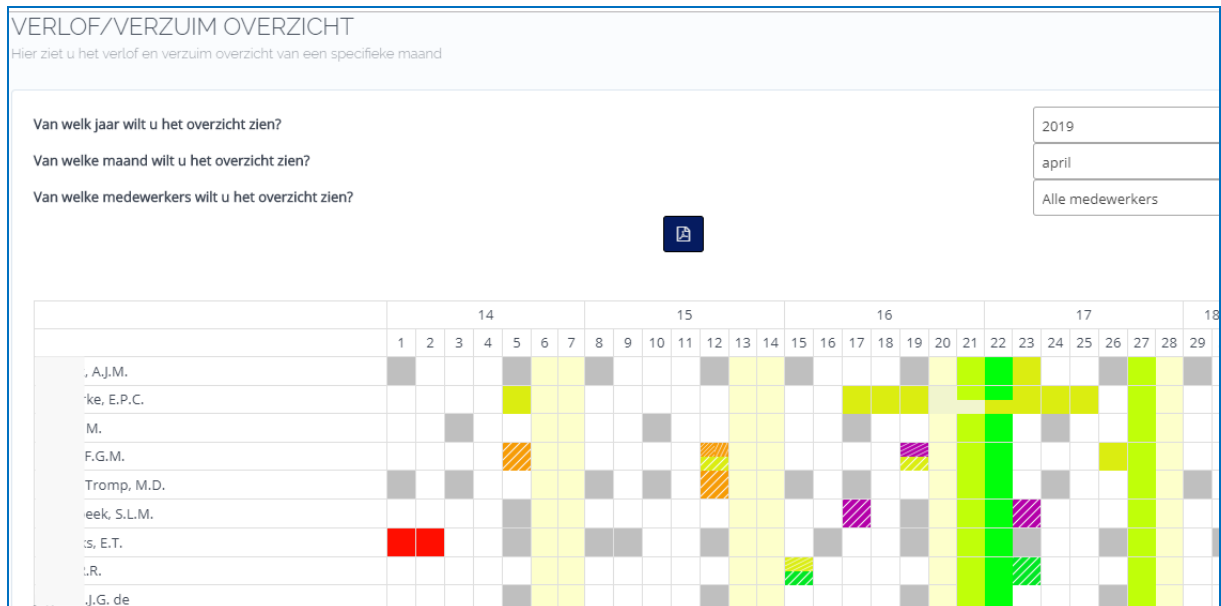 VERLOF/VERZUIM OVERZICHT
Hier ziet u het verlof en verzuim overzicht van een specifieke maand
Van welk jaar wilt u het overzicht zien?
2019
Van welke maand wilt u het overzicht zien?
april
Van welke medewerkers wilt u het overzicht zien?
Alle medewerkers
14 15 16 17 18
1 2 3 4 5 6 7 8 9 10 11 12 13 14 15 16 17 18 19 20 21 22 23 24 25 26 27 28 29
, A.J.M.
rke, E.P.C.
M.
F.G.M.
Tromp, M.D.
eek, S.L.M.
s, E.T.
.R.
.J.G. de